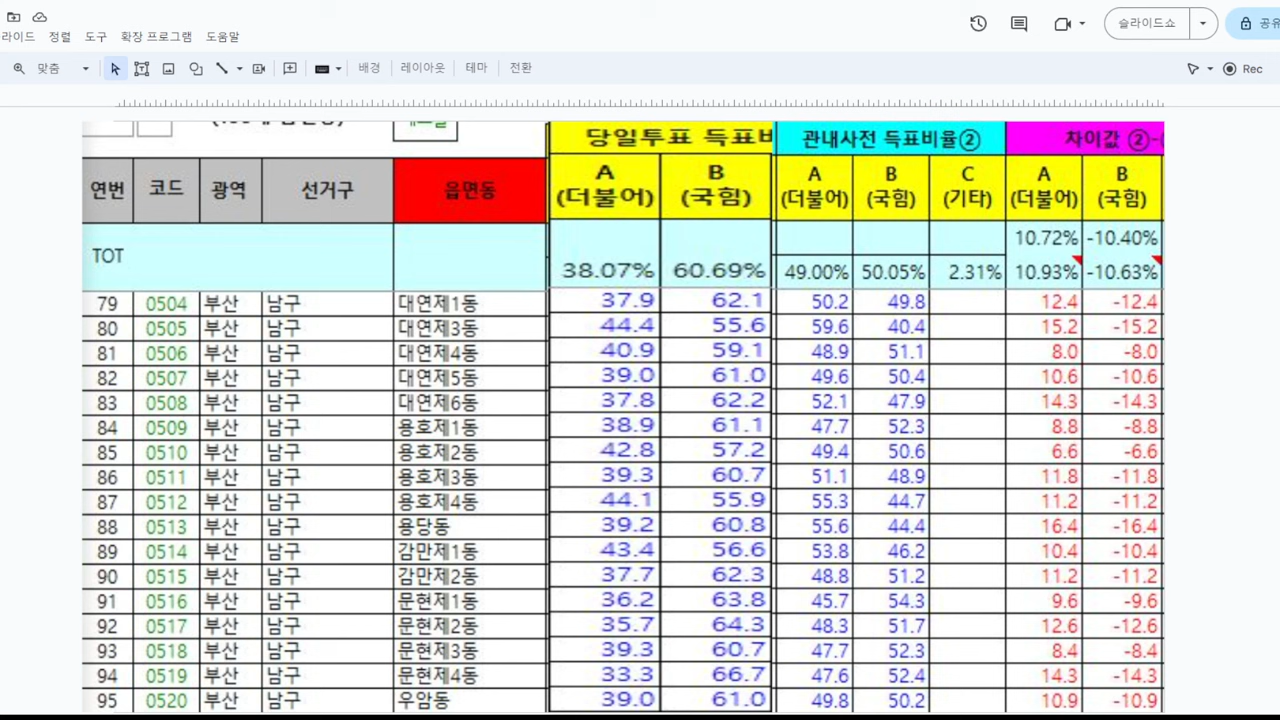 슬라이드쇼
공유
라이드 정렬 도구 확장 프로그램 도움말
맞춤 배경 레이아웃 테마 전환 Rec
당일투표 득표비 관내사전 득표비율② 차이값 ②-
연번 코드 광역 선거구 읍면동 A (더불어) B (국힘) A (더불어) B (국힘) C (기타) A (더불어) B (국힘)
10.72% -10.40%
TOT 38.07% 60.69% 49.00% 50.05% 2.31% 10.93% -10.63%
79 0504 부산 남구 대연제1동 37.9 62.1 50.2 49.8 12.4 -12.4
80 0505 부산 남구 대연제3동 44.4 55.6 59.6 40.4 15.2 -15.2
81 0506 부산 남구 대연제4동 40.9 59.1 48.9 51.1 8.0 -8.0
82 0507 부산 남구 대연제5동 39.0 61.0 49.6 50.4 10.6 -10.6
83 0508 부산 남구 대연제6동 37.8 62.2 52.1 47.9 14.3 -14.3
84 0509 부산 남구 용호제1동 38.9 61.1 47.7 52.3 8.8 -8.8
85 0510 부산 남구 용호제2동 42.8 57.2 49.4 50.6 6.6 -6.6
86 0511 부산 남구 용호제3동 39.3 60.7 51.1 48.9 11.8 -11.8
87 0512 부산 남구 용호제4동 44.1 55.9 55.3 44.7 11.2 -11.2
88 0513 부산 남구 용당동 39.2 60.8 55.6 44.4 16.4 -16.4
89 0514 부산 남구 감만제1동 43.4 56.6 53.8 46.2 10.4 -10.4
90 0515 부산 남구 감만제2동 37.7 62.3 48.8 51.2 11.2 -11.2
91 0516 부산 남구 문현제1동 36.2 63.8 45.7 54.3 9.6 -9.6
92 0517 부산 남구 문현제2동 35.7 64.3 48.3 51.7 12.6 -12.6
93 0518 부산 남구 문현제3동 39.3 60.7 47.7 52.3 8.4 -8.4
94 0519 부산 남구 문현제4동 33.3 66.7 47.6 52.4 14.3 -14.3
95 0520 부산 남구 우암동 39.0 61.0 49.8 50.2 10.9 -10.9